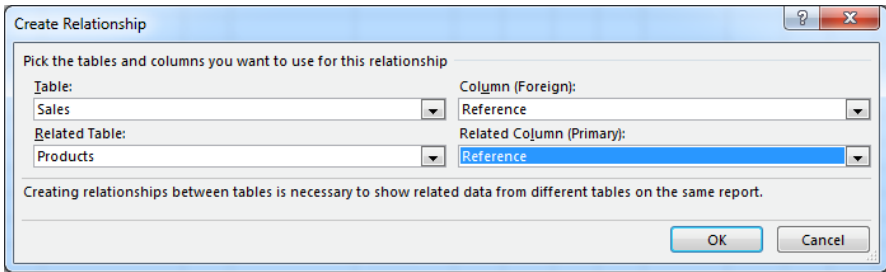 Create Relationship
Pick the tables and columns you want to use for this relationship
Table: Column (Foreign):
Sales Reference
Related Table: Related Column (Primary):
Products Reference
Creating relationships between tables is necessary to show related data from different tables on the same report.
OK Cancel